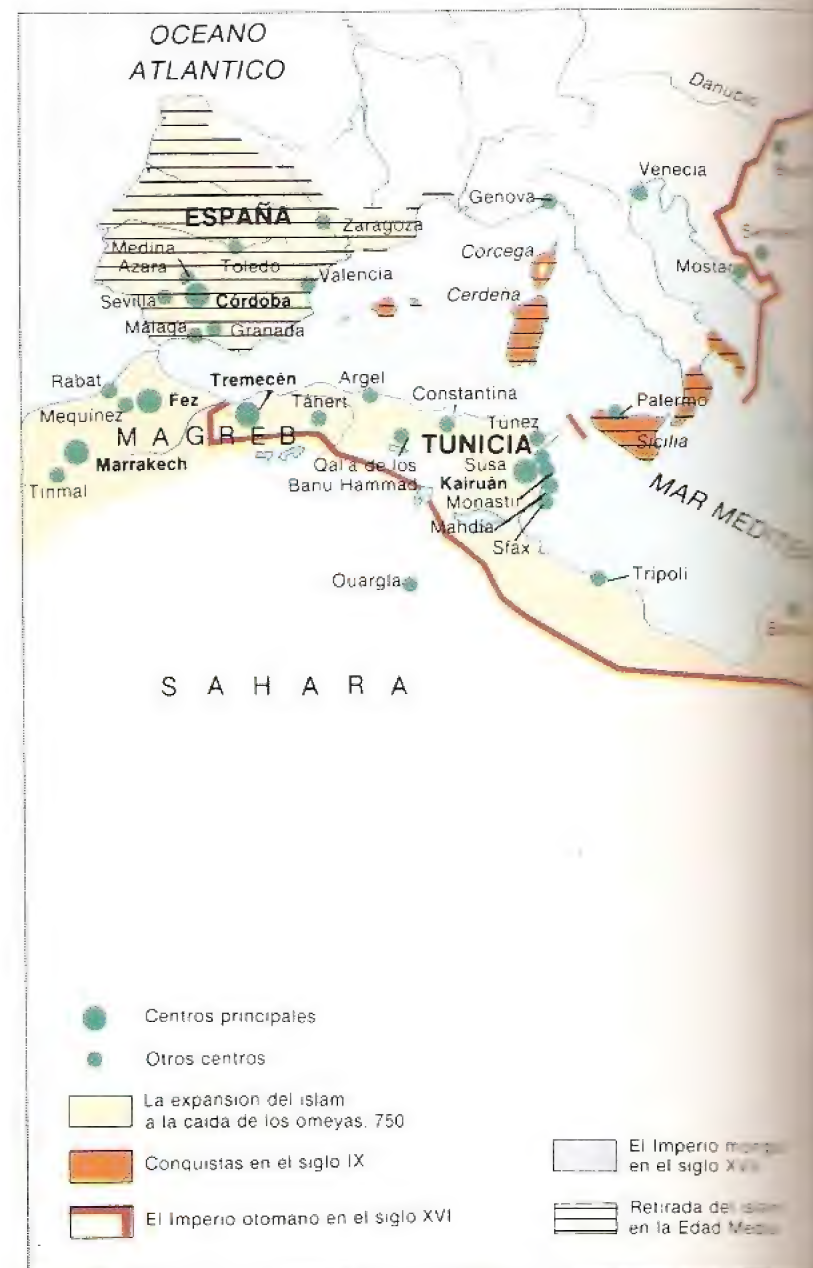 OCEANO
ATLANTICO
Danubio
Venecia
Genova
ESPAÑA
Zaragoza
Medina
Azara
Toledo
Corcega
Mostar
Valencia
Cerdeña
Sevilla
Córdoba
Málaga
Granada
Rabat
Tremecén
Argel
Constantina
Palermo
Mequínez
Fez
Táhert
Túnez
MAGREB
TUNICIA
Sicilia
Marrakech
Qal'a de los
Banu Hammad
Susa
Kairuán
Tinmal
Monastir
MAR
Mahdia
Sfax
Ouargla
Tripoli
SAHARA
Centros principales
Otros centros
La expansion del islam
a la caida de los omeyas. 750
Conquistas en el siglo IX
El Imperio otomano en el siglo XVI
El Imperio
en el siglo
Retirada del islam
en la Edad Media